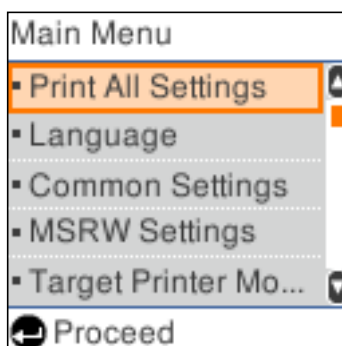 Main Menu
Print All Settings
Language
Common Settings
MSRW Settings
Target Printer Mo...
Proceed